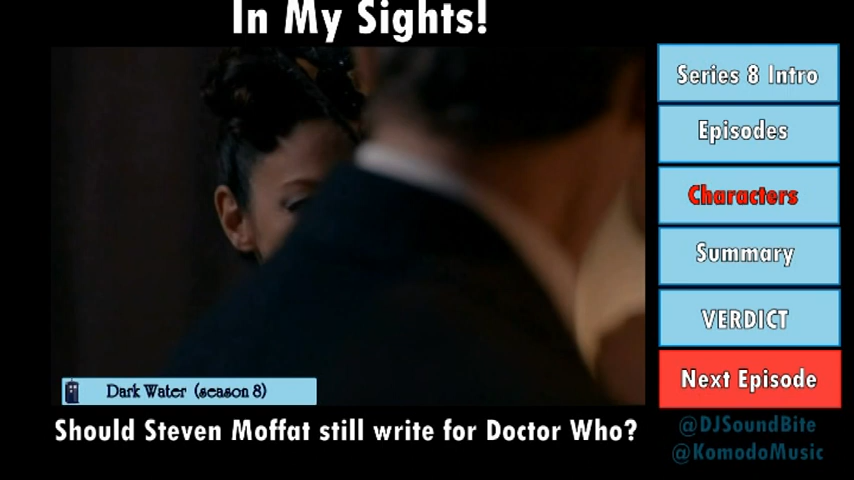 In My Sights!
Series 8 Intro
Episodes
Characters
Summary
VERDICT
Next Episode
Dark Water (season 8)
Should Steven Moffat still write for Doctor Who?
@DJSoundBite
@KomodoMusic